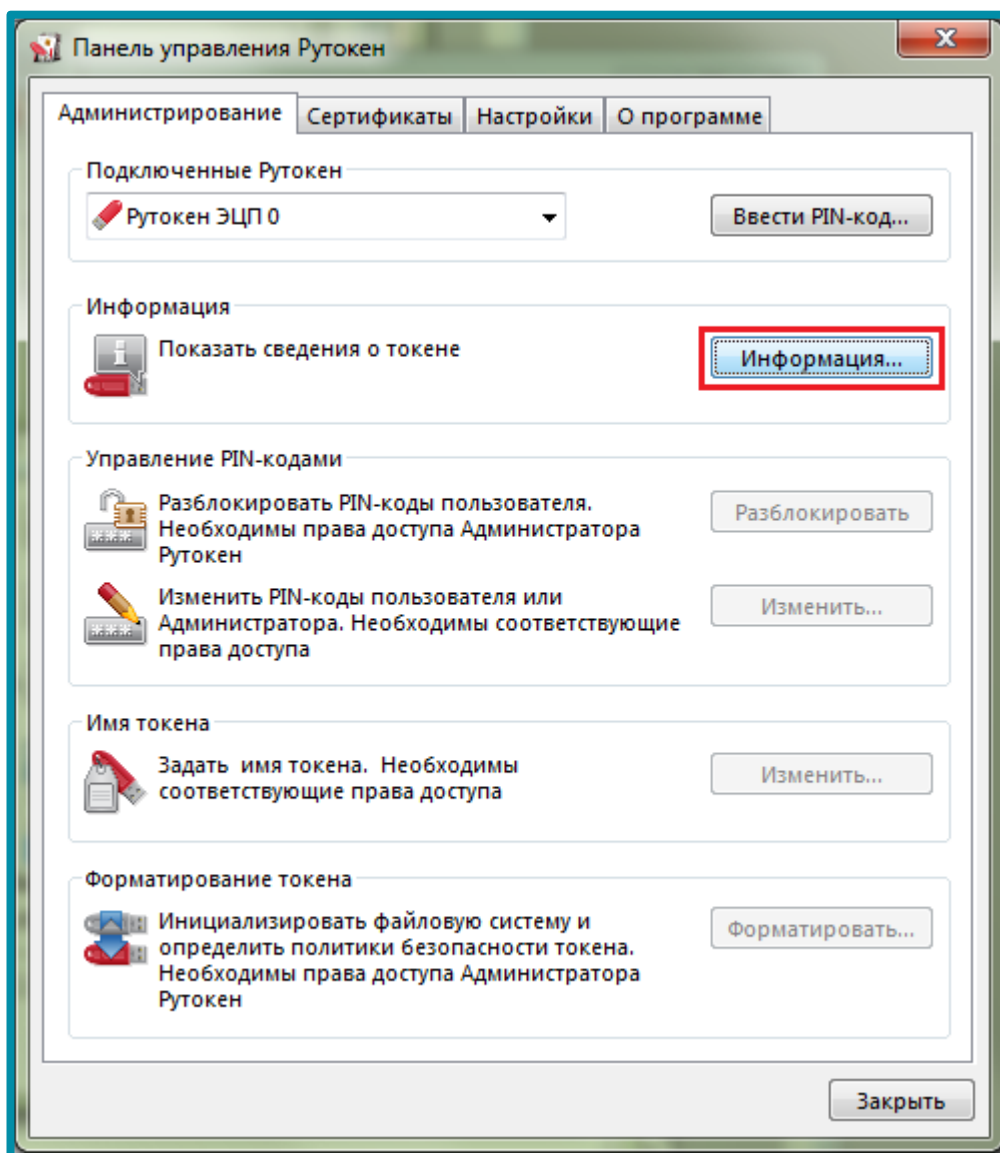 Панель управления Рутокен
Администрирование Сертификаты Настройки О программе
Подключенные Рутокен
Рутокен ЭЦП 0
Ввести PIN-код...
Информация
Показать сведения о токене
Информация...
Управление PIN-кодами
Разблокировать PIN-коды пользователя.
Необходимы права доступа Администратора
Рутокен
Разблокировать
Изменить PIN-коды пользователя или
Администратора. Необходимы соответствующие
права доступа
Изменить...
Имя токена
Задать имя токена. Необходимы
соответствующие права доступа
Изменить...
Форматирование токена
Инициализировать файловую систему и
определить политики безопасности токена.
Необходимы права доступа Администратора
Рутокен
Форматировать...
Закрыть